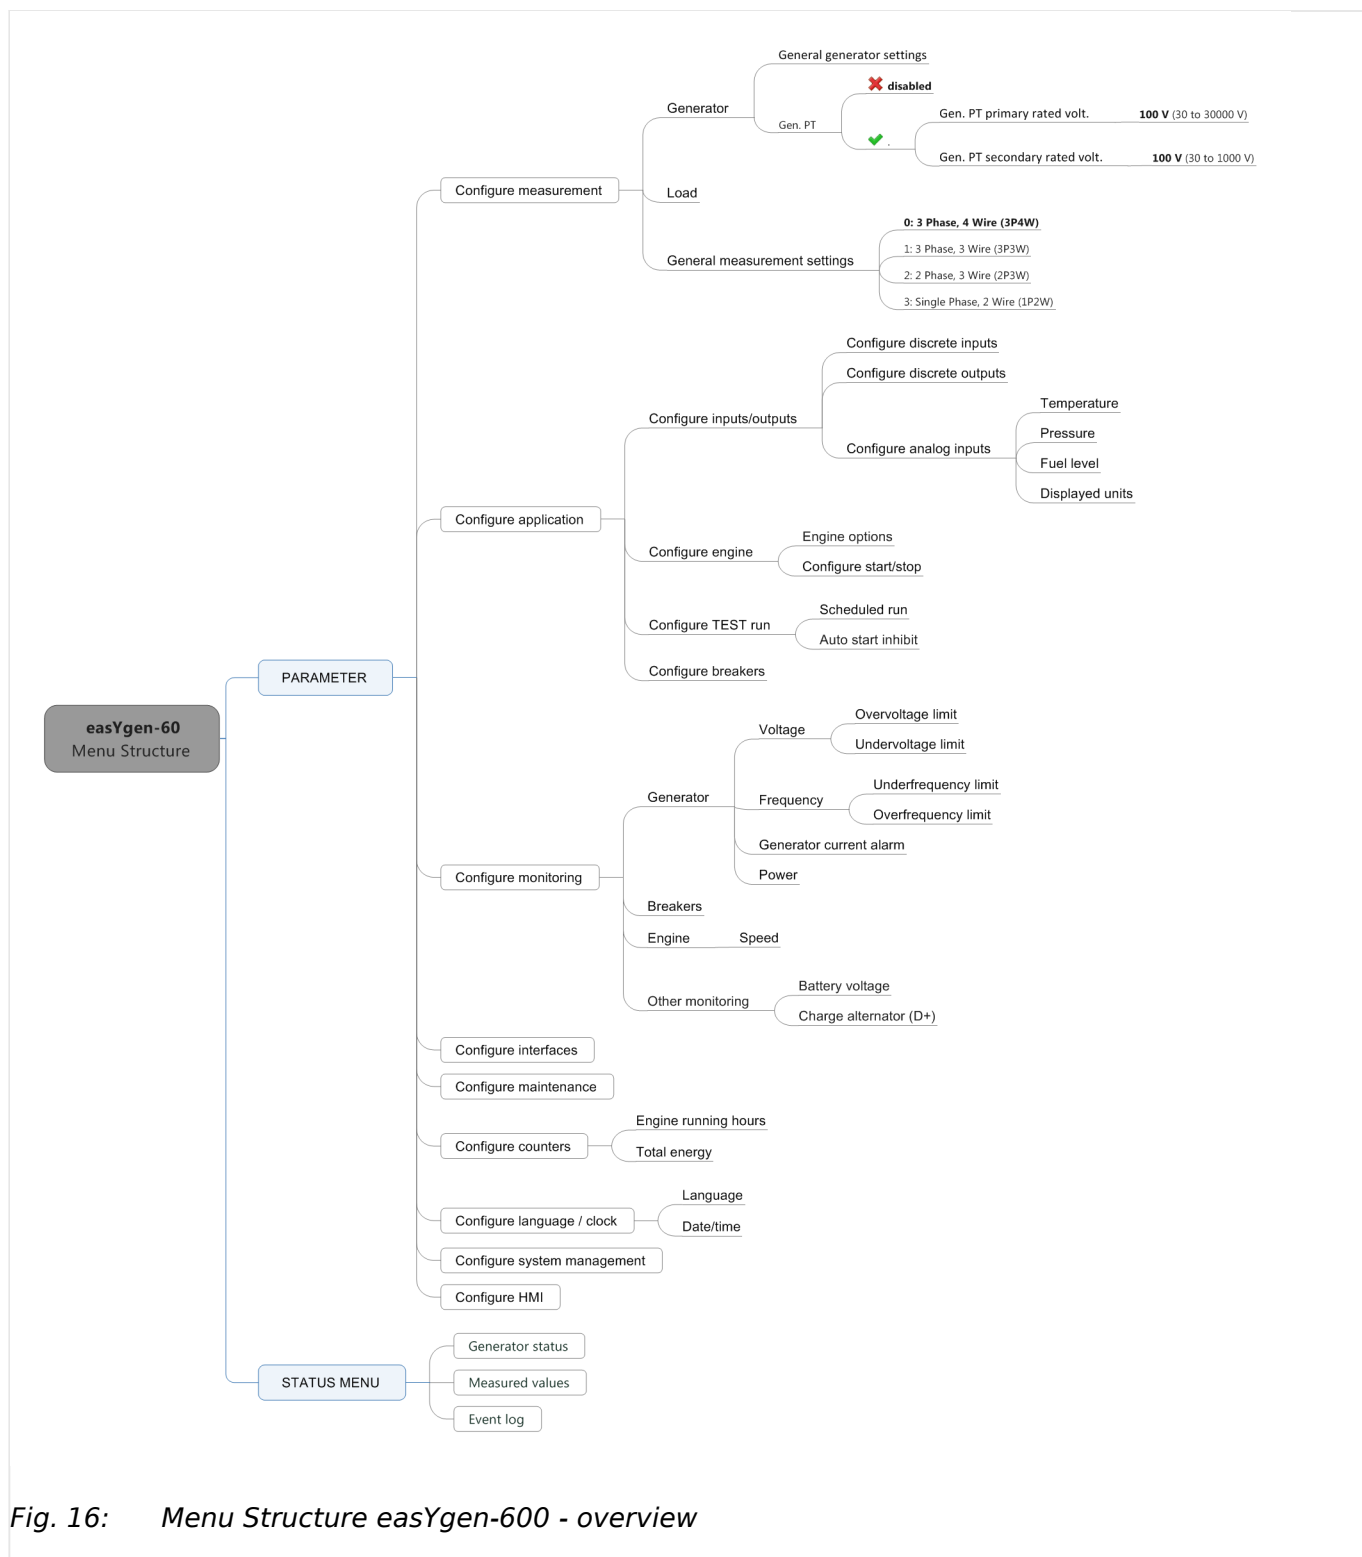 General generator settings
disabled
Generator
Gen. PT primary rated volt. 100 V (30 to 30000 V)
Gen. PT
.
Gen. PT secondary rated volt. 100 V (30 to 1000 V)
Configure measurement
Load
0: 3 Phase, 4 Wire (3P4W)
1: 3 Phase, 3 Wire (3P3W)
General measurement settings
2: 2 Phase, 3 Wire (2P3W)
3: Single Phase, 2 Wire (1P2W)
Configure discrete inputs
Configure discrete outputs
Temperature
Configure inputs/outputs
Pressure
Configure analog inputs
Fuel level
Displayed units
Configure application
Engine options
Configure engine
Configure start/stop
Scheduled run
Configure TEST run
Auto start inhibit
Configure breakers
PARAMETER
easYgen-60
Menu Structure
Overvoltage limit
Voltage
Undervoltage limit
Underfrequency limit
Generator
Frequency
Overfrequency limit
Generator current alarm
Power
Configure monitoring
Breakers
Engine Speed
Battery voltage
Other monitoring
Charge alternator (D+)
Configure interfaces
Configure maintenance
Engine running hours
Configure counters
Total energy
Language
Configure language / clock
Date/time
Configure system management
Configure HMI
Generator status
STATUS MENU
Measured values
Event log
Fig. 16: Menu Structure easYgen-600 - overview